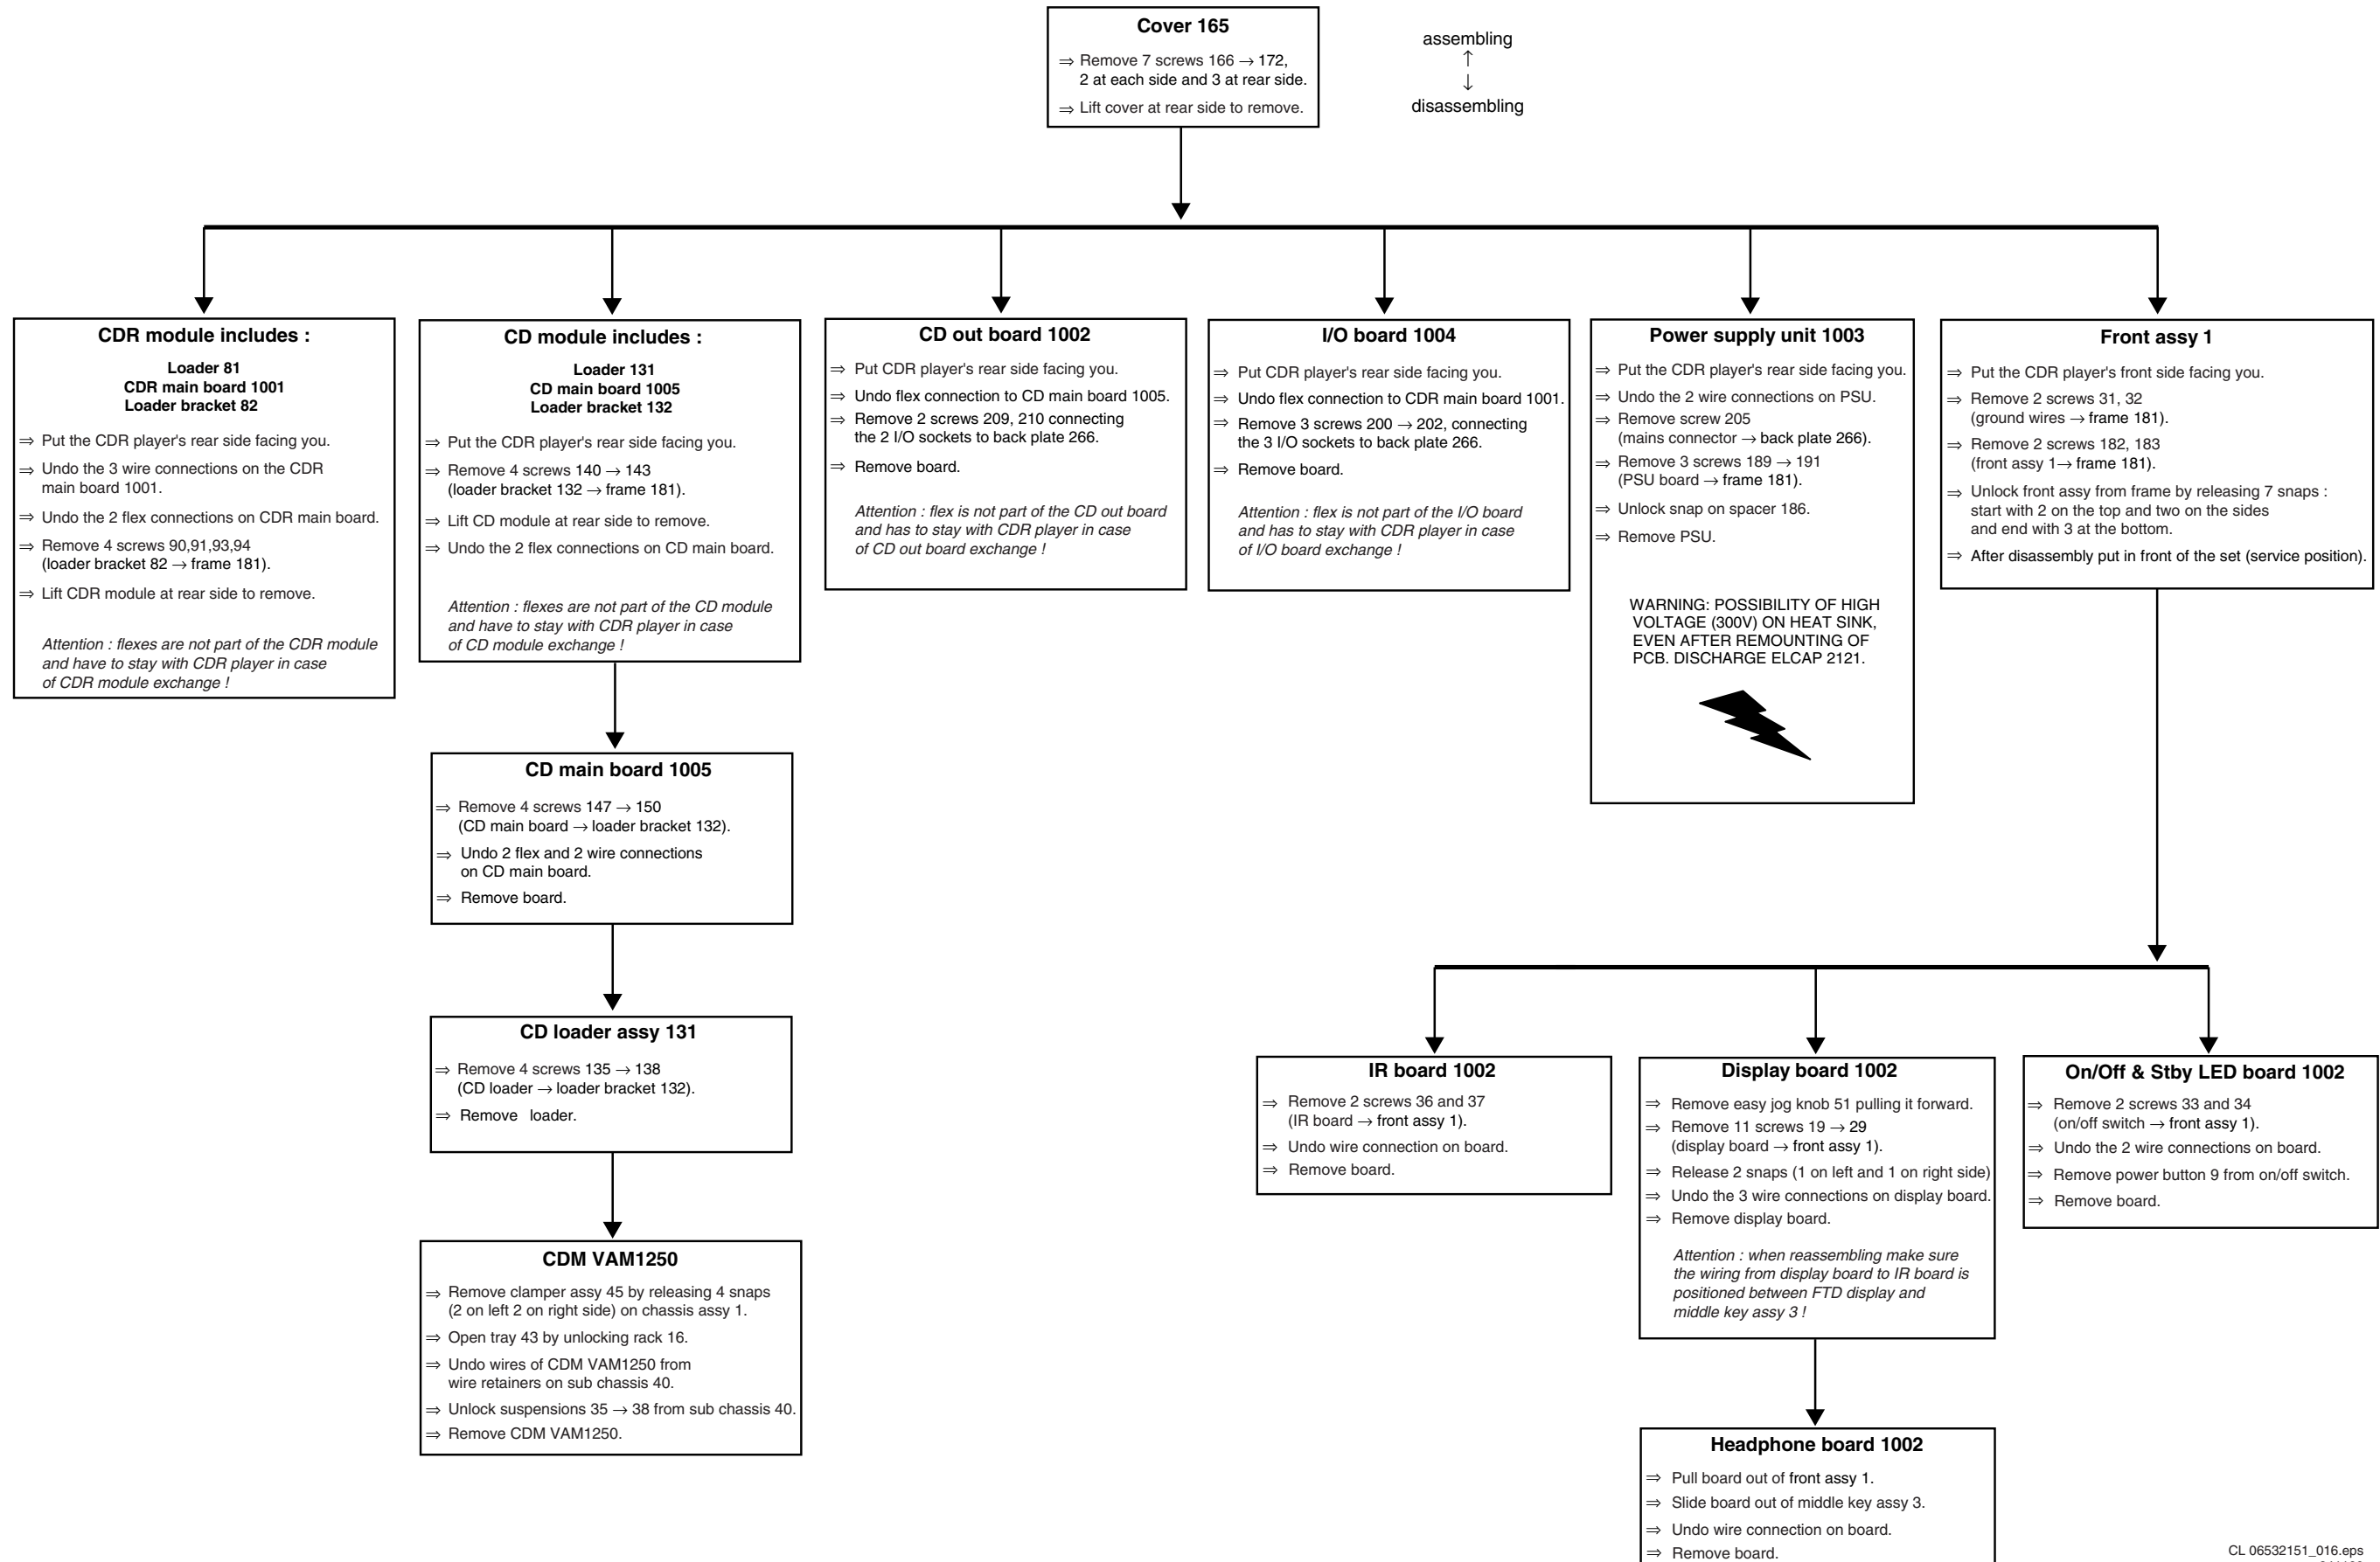 Cover 165
⇒ Remove 7 screws 166 → 172,
2 at each side and 3 at rear side.
⇒ Lift cover at rear side to remove.
assembling
↑
↓
disassembling
CDR module includes :
Loader 81
CDR main board 1001
Loader bracket 82
⇒ Put the CDR player's rear side facing you.
⇒ Undo the 3 wire connections on the CDR
main board 1001.
⇒ Undo the 2 flex connections on CDR main board.
⇒ Remove 4 screws 90,91,93,94
(loader bracket 82 → frame 181).
⇒ Lift CDR module at rear side to remove.
Attention : flexes are not part of the CDR module
and have to stay with CDR player in case
of CDR module exchange !
CD module includes :
Loader 131
CD main board 1005
Loader bracket 132
⇒ Put the CDR player's rear side facing you.
⇒ Remove 4 screws 140 → 143
(loader bracket 132 → frame 181).
⇒ Lift CD module at rear side to remove.
⇒ Undo the 2 flex connections on CD main board.
Attention : flexes are not part of the CD module
and have to stay with CDR player in case
of CD module exchange !
CD out board 1002
⇒ Put CDR player's rear side facing you.
⇒ Undo flex connection to CD main board 1005.
⇒ Remove 2 screws 209, 210 connecting
the 2 I/O sockets to back plate 266.
⇒ Remove board.
Attention : flex is not part of the CD out board
and has to stay with CDR player in case
of CD out board exchange !
I/O board 1004
⇒ Put CDR player's rear side facing you.
⇒ Undo flex connection to CDR main board 1001.
⇒ Remove 3 screws 200 → 202, connecting
the 3 I/O sockets to back plate 266.
⇒ Remove board.
Attention : flex is not part of the I/O board
and has to stay with CDR player in case
of I/O board exchange !
Power supply unit 1003
⇒ Put the CDR player's rear side facing you.
⇒ Undo the 2 wire connections on PSU.
⇒ Remove screw 205
(mains connector → back plate 266).
⇒ Remove 3 screws 189 → 191
(PSU board → frame 181).
⇒ Unlock snap on spacer 186.
⇒ Remove PSU.
WARNING: POSSIBILITY OF HIGH
VOLTAGE (300V) ON HEAT SINK,
EVEN AFTER REMOUNTING OF
PCB. DISCHARGE ELCAP 2121.
Front assy 1
⇒ Put the CDR player's front side facing you.
⇒ Remove 2 screws 31, 32
(ground wires → frame 181).
⇒ Remove 2 screws 182, 183
(front assy 1→ frame 181).
⇒ Unlock front assy from frame by releasing 7 snaps :
start with 2 on the top and two on the sides
and end with 3 at the bottom.
⇒ After disassembly put in front of the set (service position).
CD main board 1005
⇒ Remove 4 screws 147 → 150
(CD main board → loader bracket 132).
⇒ Undo 2 flex and 2 wire connections
on CD main board.
⇒ Remove board.
CD loader assy 131
⇒ Remove 4 screws 135 → 138
(CD loader → loader bracket 132).
⇒ Remove loader.
CDM VAM1250
⇒ Remove clamper assy 45 by releasing 4 snaps
(2 on left 2 on right side) on chassis assy 1.
⇒ Open tray 43 by unlocking rack 16.
⇒ Undo wires of CDM VAM1250 from
wire retainers on sub chassis 40.
⇒ Unlock suspensions 35 → 38 from sub chassis 40.
⇒ Remove CDM VAM1250.
IR board 1002
⇒ Remove 2 screws 36 and 37
(IR board → front assy 1).
⇒ Undo wire connection on board.
⇒ Remove board.
Display board 1002
⇒ Remove easy jog knob 51 pulling it forward.
⇒ Remove 11 screws 19 → 29
(display board → front assy 1).
⇒ Release 2 snaps (1 on left and 1 on right side)
⇒ Undo the 3 wire connections on display board.
⇒ Remove display board.
Attention : when reassembling make sure
the wiring from display board to IR board is
positioned between FTD display and
middle key assy 3 !
On/Off & Stby LED board 1002
⇒ Remove 2 screws 33 and 34
(on/off switch → front assy 1).
⇒ Undo the 2 wire connections on board.
⇒ Remove power button 9 from on/off switch.
⇒ Remove board.
Headphone board 1002
⇒ Pull board out of front assy 1.
⇒ Slide board out of middle key assy 3.
⇒ Undo wire connection on board.
⇒ Remove board.
CL 06532151_016.eps